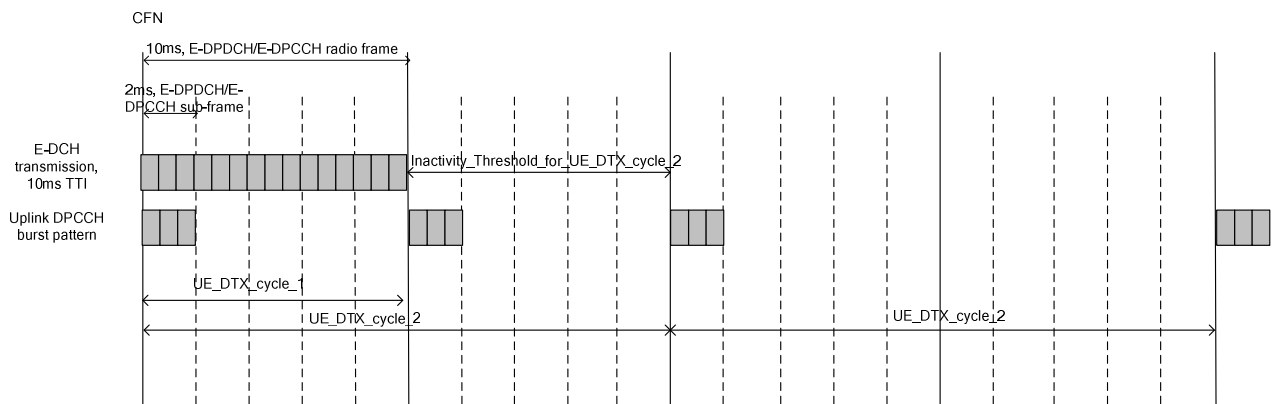 CFN
10ms, E-DPDCH/E-DPCCH radio frame
2ms, E-DPDCH/E-
DPCCH sub-frame
E-DCH
transmission,
10ms TTI
Inactivity_Threshold_for_UE_DTX_cycle_2
Uplink DPCCH
burst pattern
UE_DTX_cycle_1
UE_DTX_cycle_2
UE_DTX_cycle_2